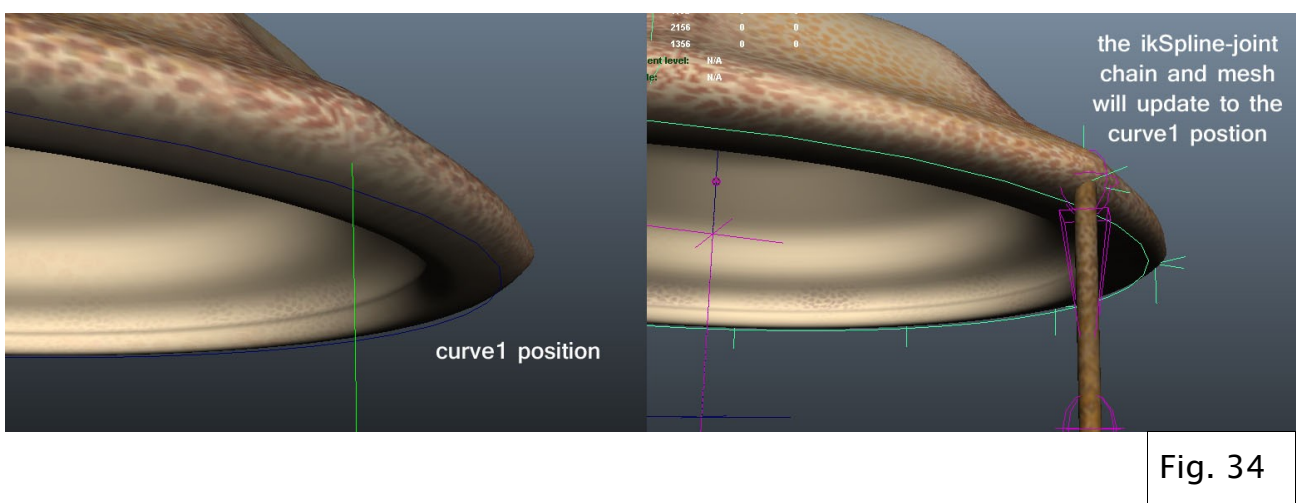 curve1 position
2156 0 0
1356 0 0
ent level: N/A
le: N/A
the ikSpline-joint
chain and mesh
will update to the
curve1 postion
Fig. 34